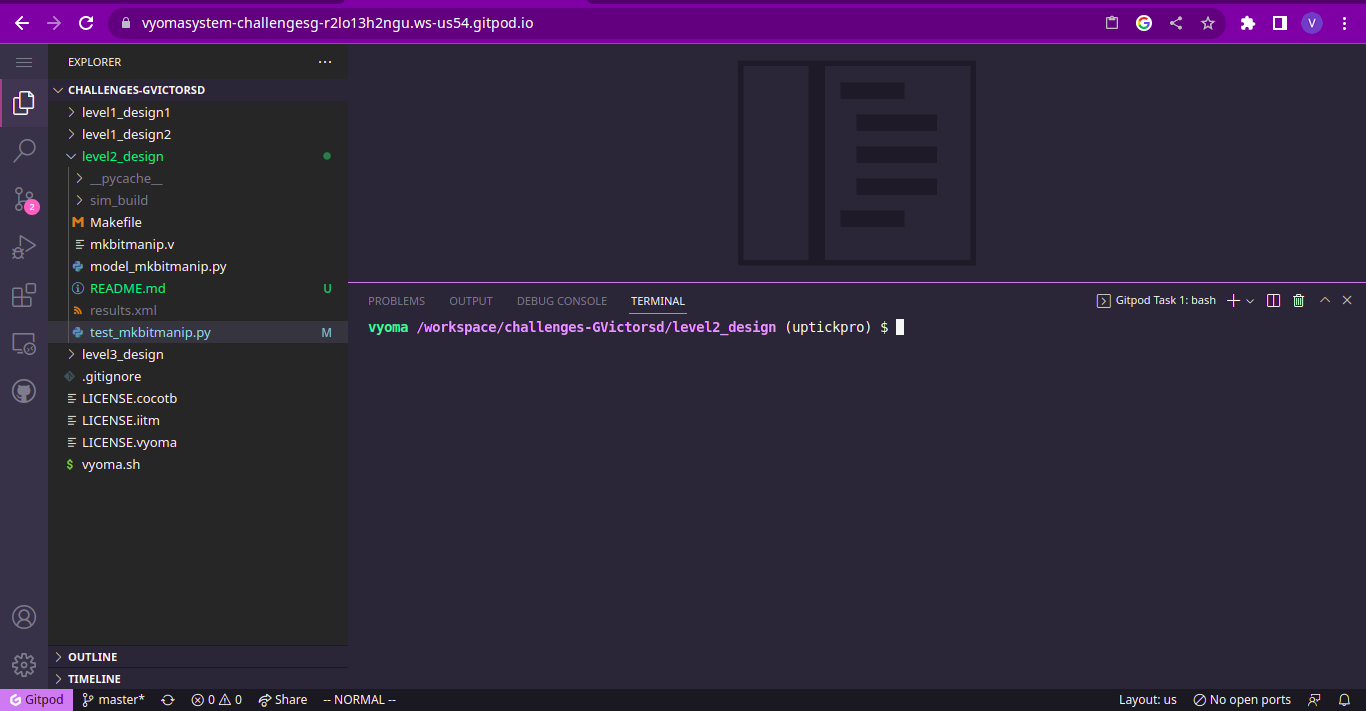 vyomasystem-challengesg-r2lo13h2ngu.ws-us54.gitpod.io
V
EXPLORER
CHALLENGES-GVICTORSD
level1_design1
level1_design2
level2_design
__pycache__
sim_build
2
M Makefile
mkbitmanip.v
model_mkbitmanip.py
README.md U
results.xml
test_mkbitmanip.py M
level3_design
.gitignore
LICENSE.cocotb
LICENSE.iitm
LICENSE.vyoma
$ vyoma.sh
OUTLINE
TIMELINE
PROBLEMS OUTPUT DEBUG CONSOLE TERMINAL Gitpod Task 1: bash
vyoma /workspace/challenges-GVictorsd/level2_design (uptickpro) $
Gitpod master* 0 0 Share -- NORMAL -- Layout: us No open ports